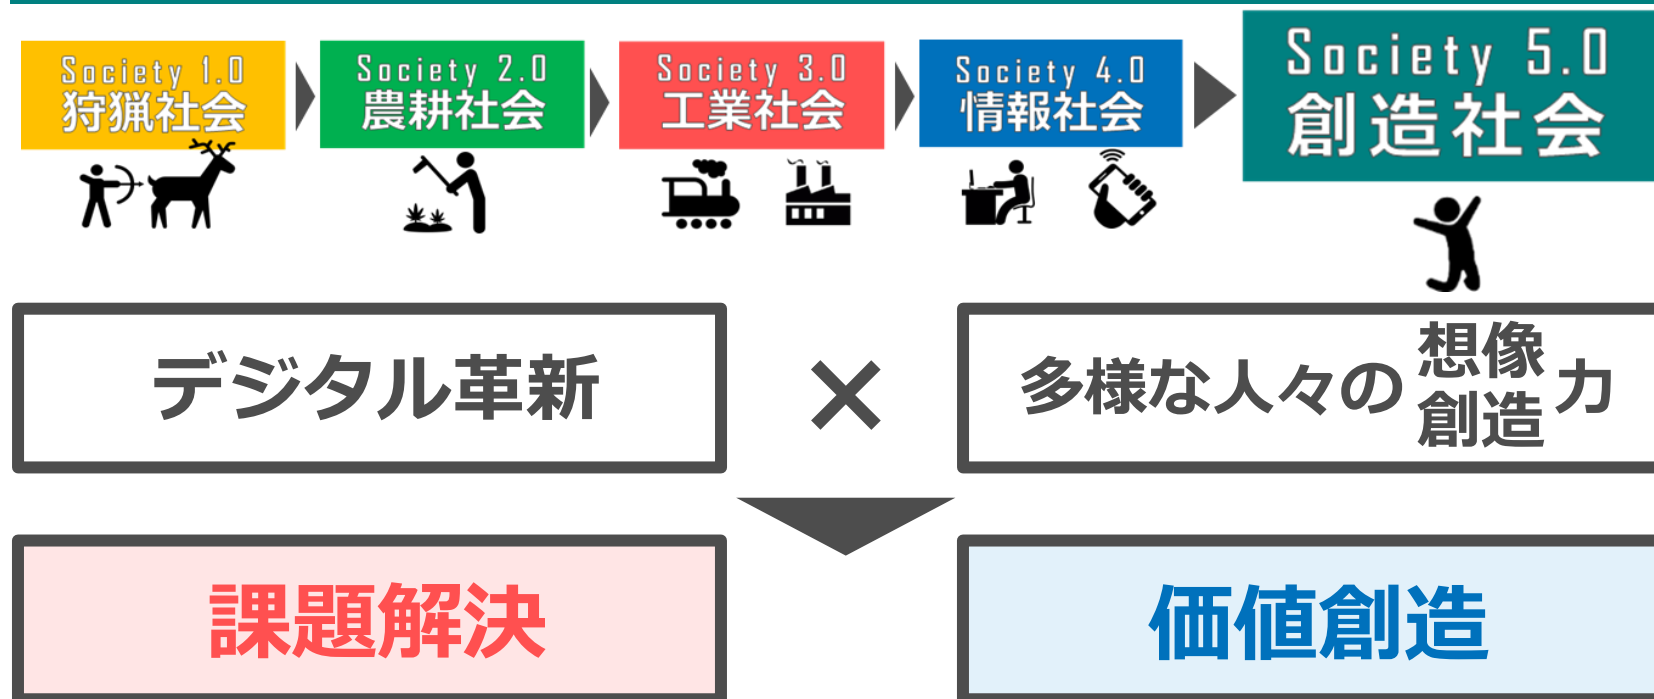 Society 1.0
狩猟社会
Society 2.0
農耕社会
Society 3.0
工業社会
Society 4.0
情報社会
Society 5.0
創造社会
デジタル革新
×
多様な人々の想像創造力
課題解決
価値創造